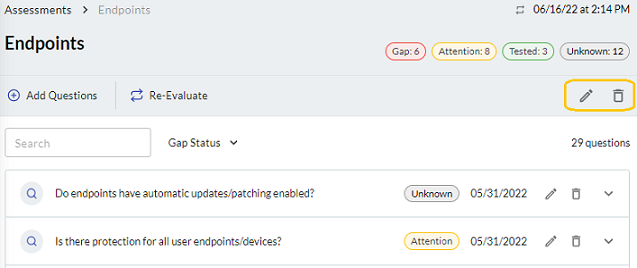 Assessments > Endpoints 06/16/22 at 2:14 PM
Endpoints
Gap: 6 Attention: 8 Tested: 3 Unknown: 12
Add Questions Re-Evaluate
Search Gap Status 29 questions
Do endpoints have automatic updates/patching enabled? Unknown 05/31/2022
Is there protection for all user endpoints/devices? Attention 05/31/2022